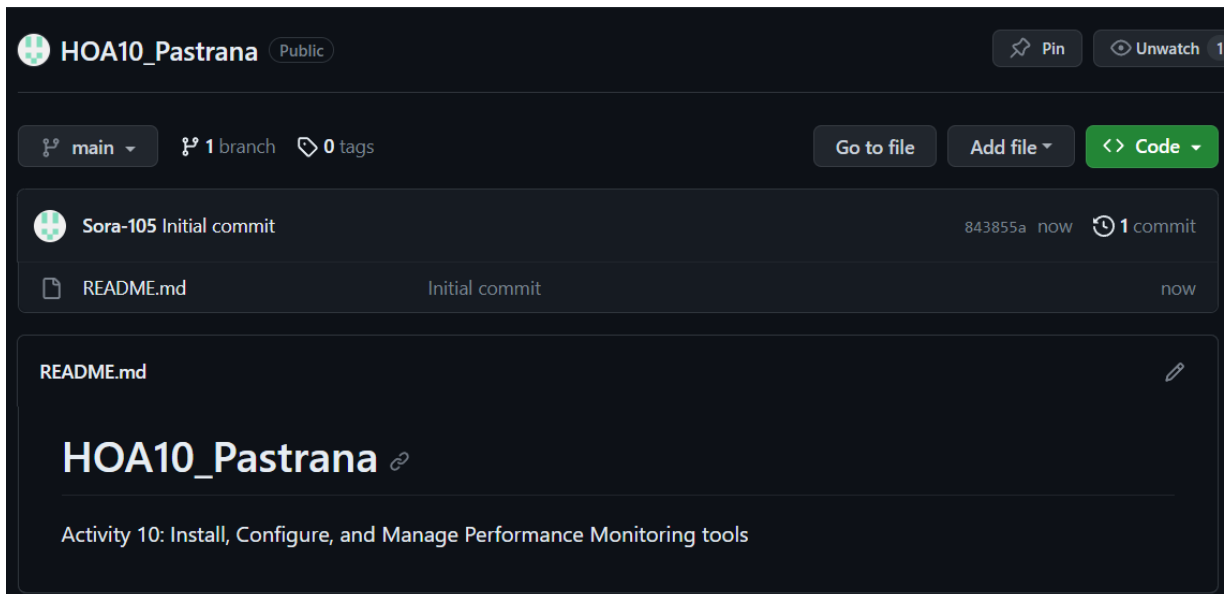 HOA10_Pastrana Public Pin Unwatch 1
main 1 branch 0 tags Go to file Add file Code
Sora-105 Initial commit 843855a now 1 commit
README.md Initial commit now
README.md
HOA10_Pastrana
Activity 10: Install, Configure, and Manage Performance Monitoring tools